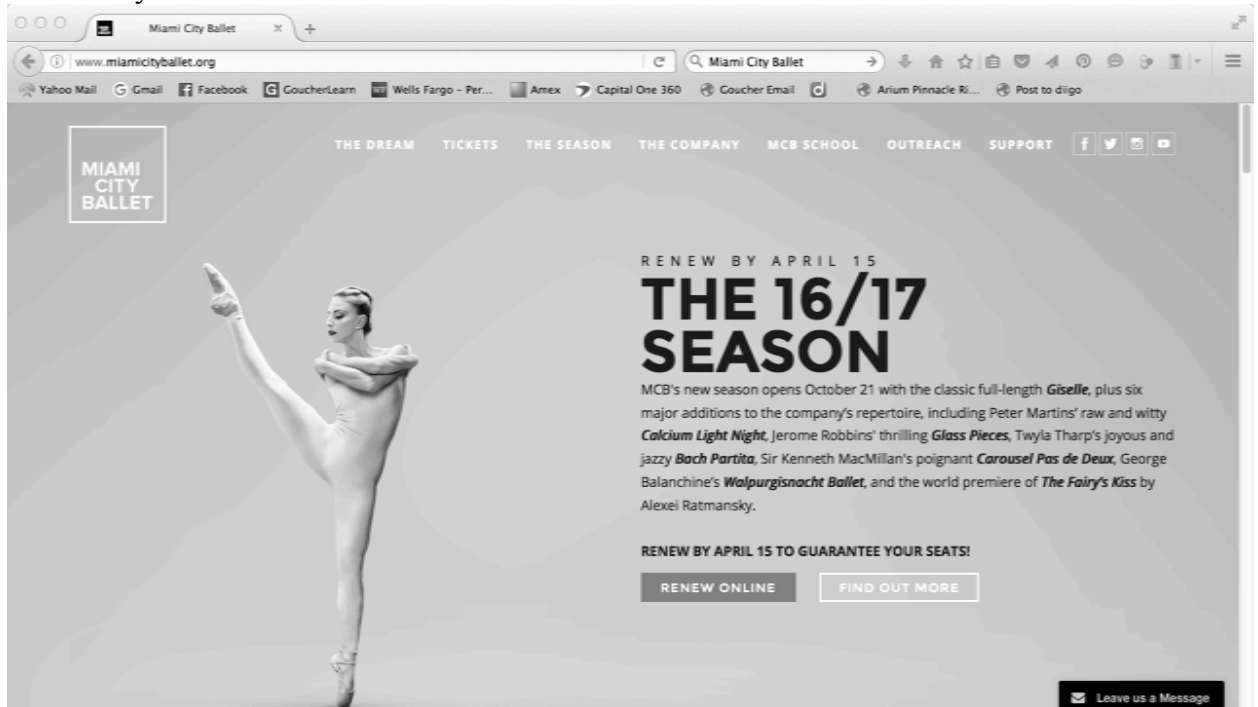 Miami City Ballet
www.miamicityballet.org
Miami City Ballet
Yahoo Mail Gmail Facebook GoucherLearn Wells Fargo – Per... Amex Capital One 360 Goucher Email Arium Pinnacle Ri... Post to diigo
THE DREAM TICKETS THE SEASON THE COMPANY MCB SCHOOL OUTREACH SUPPORT
MIAMI
CITY
BALLET
RENEW BY APRIL 15
THE 16/17
SEASON
MCB's new season opens October 21 with the classic full-length Giselle, plus six
major additions to the company's repertoire, including Peter Martins' raw and witty
Calcium Light Night, Jerome Robbins' thrilling Glass Pieces, Twyla Tharp's joyous and
jazzy Bach Partita, Sir Kenneth MacMillan's poignant Carousel Pas de Deux, George
Balanchine's Walpurgisnacht Ballet, and the world premiere of The Fairy's Kiss by
Alexei Ratmansky.
RENEW BY APRIL 15 TO GUARANTEE YOUR SEATS!
RENEW ONLINE FIND OUT MORE
Leave us a Message